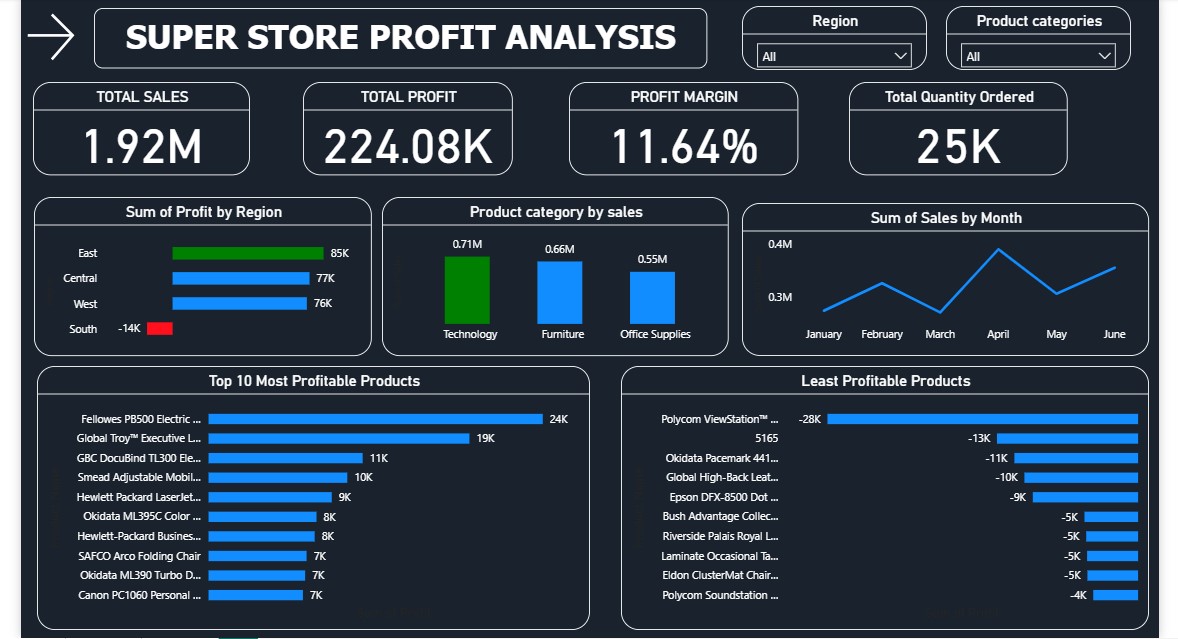 SUPER STORE PROFIT ANALYSIS
Region
All
Product categories
All
TOTAL SALES
1.92M
TOTAL PROFIT
224.08K
PROFIT MARGIN
11.64%
Total Quantity Ordered
25K
Sum of Profit by Region
East 85K
Central 77K
West 76K
South -14K
Product category by sales
0.71M
0.66M
0.55M
Technology
Furniture
Office Supplies
Sum of Sales by Month
0.4M
0.3M
January February March April May June
Top 10 Most Profitable Products
Fellowes PB500 Electric ... 24K
Global Troy™ Executive L... 19K
GBC DocuBind TL300 Ele... 11K
Smead Adjustable Mobil... 10K
Hewlett Packard LaserJet... 9K
Okidata ML395C Color ... 8K
Hewlett-Packard Busines... 8K
SAFCO Arco Folding Chair 7K
Okidata ML390 Turbo D... 7K
Canon PC1060 Personal ... 7K
Least Profitable Products
Polycom ViewStation™ ... -28K
5165 -13K
Okidata Pacemark 441... -11K
Global High-Back Leat... -10K
Epson DFX-8500 Dot ... -9K
Bush Advantage Collec... -5K
Riverside Palais Royal L... -5K
Laminate Occasional Ta... -5K
Eldon ClusterMat Chair... -5K
Polycom Soundstation ... -4K